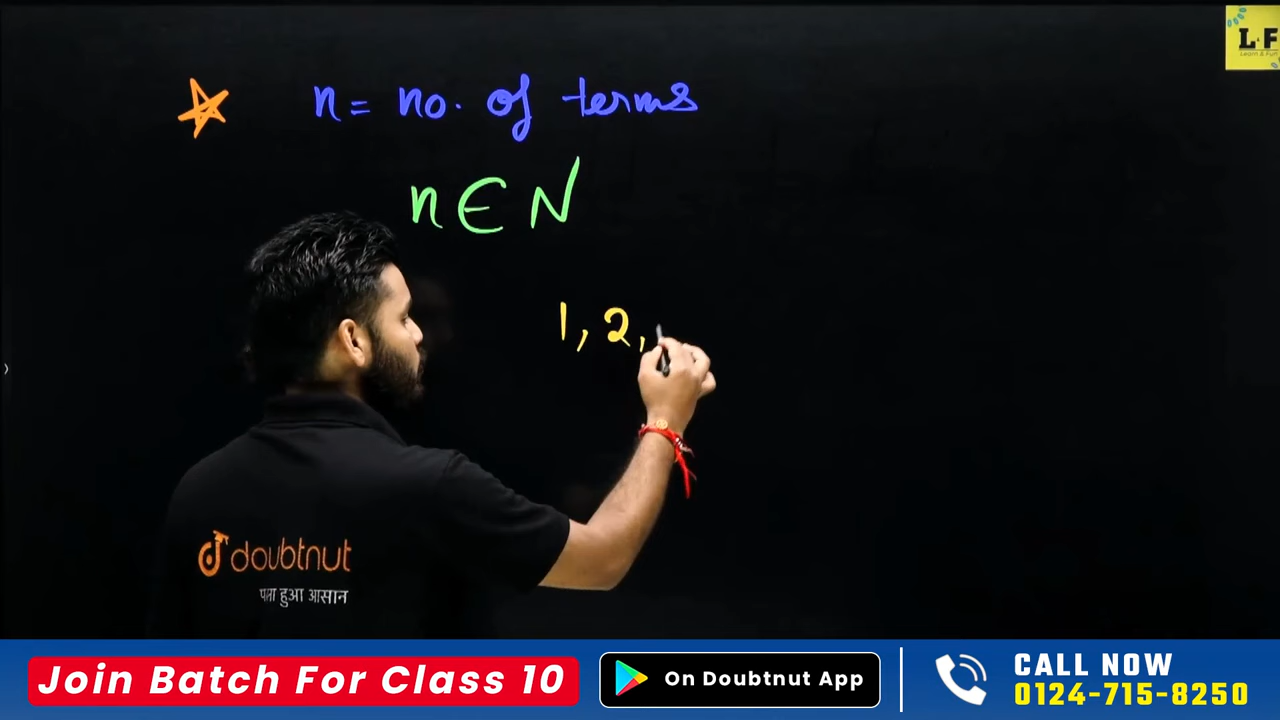 n = no. of terms
n ∈ N
1, 2,
L F
doubtnut
पढ़ना हुआ आसान
Join Batch For Class 10
On Doubtnut App
CALL NOW
0124-715-8250